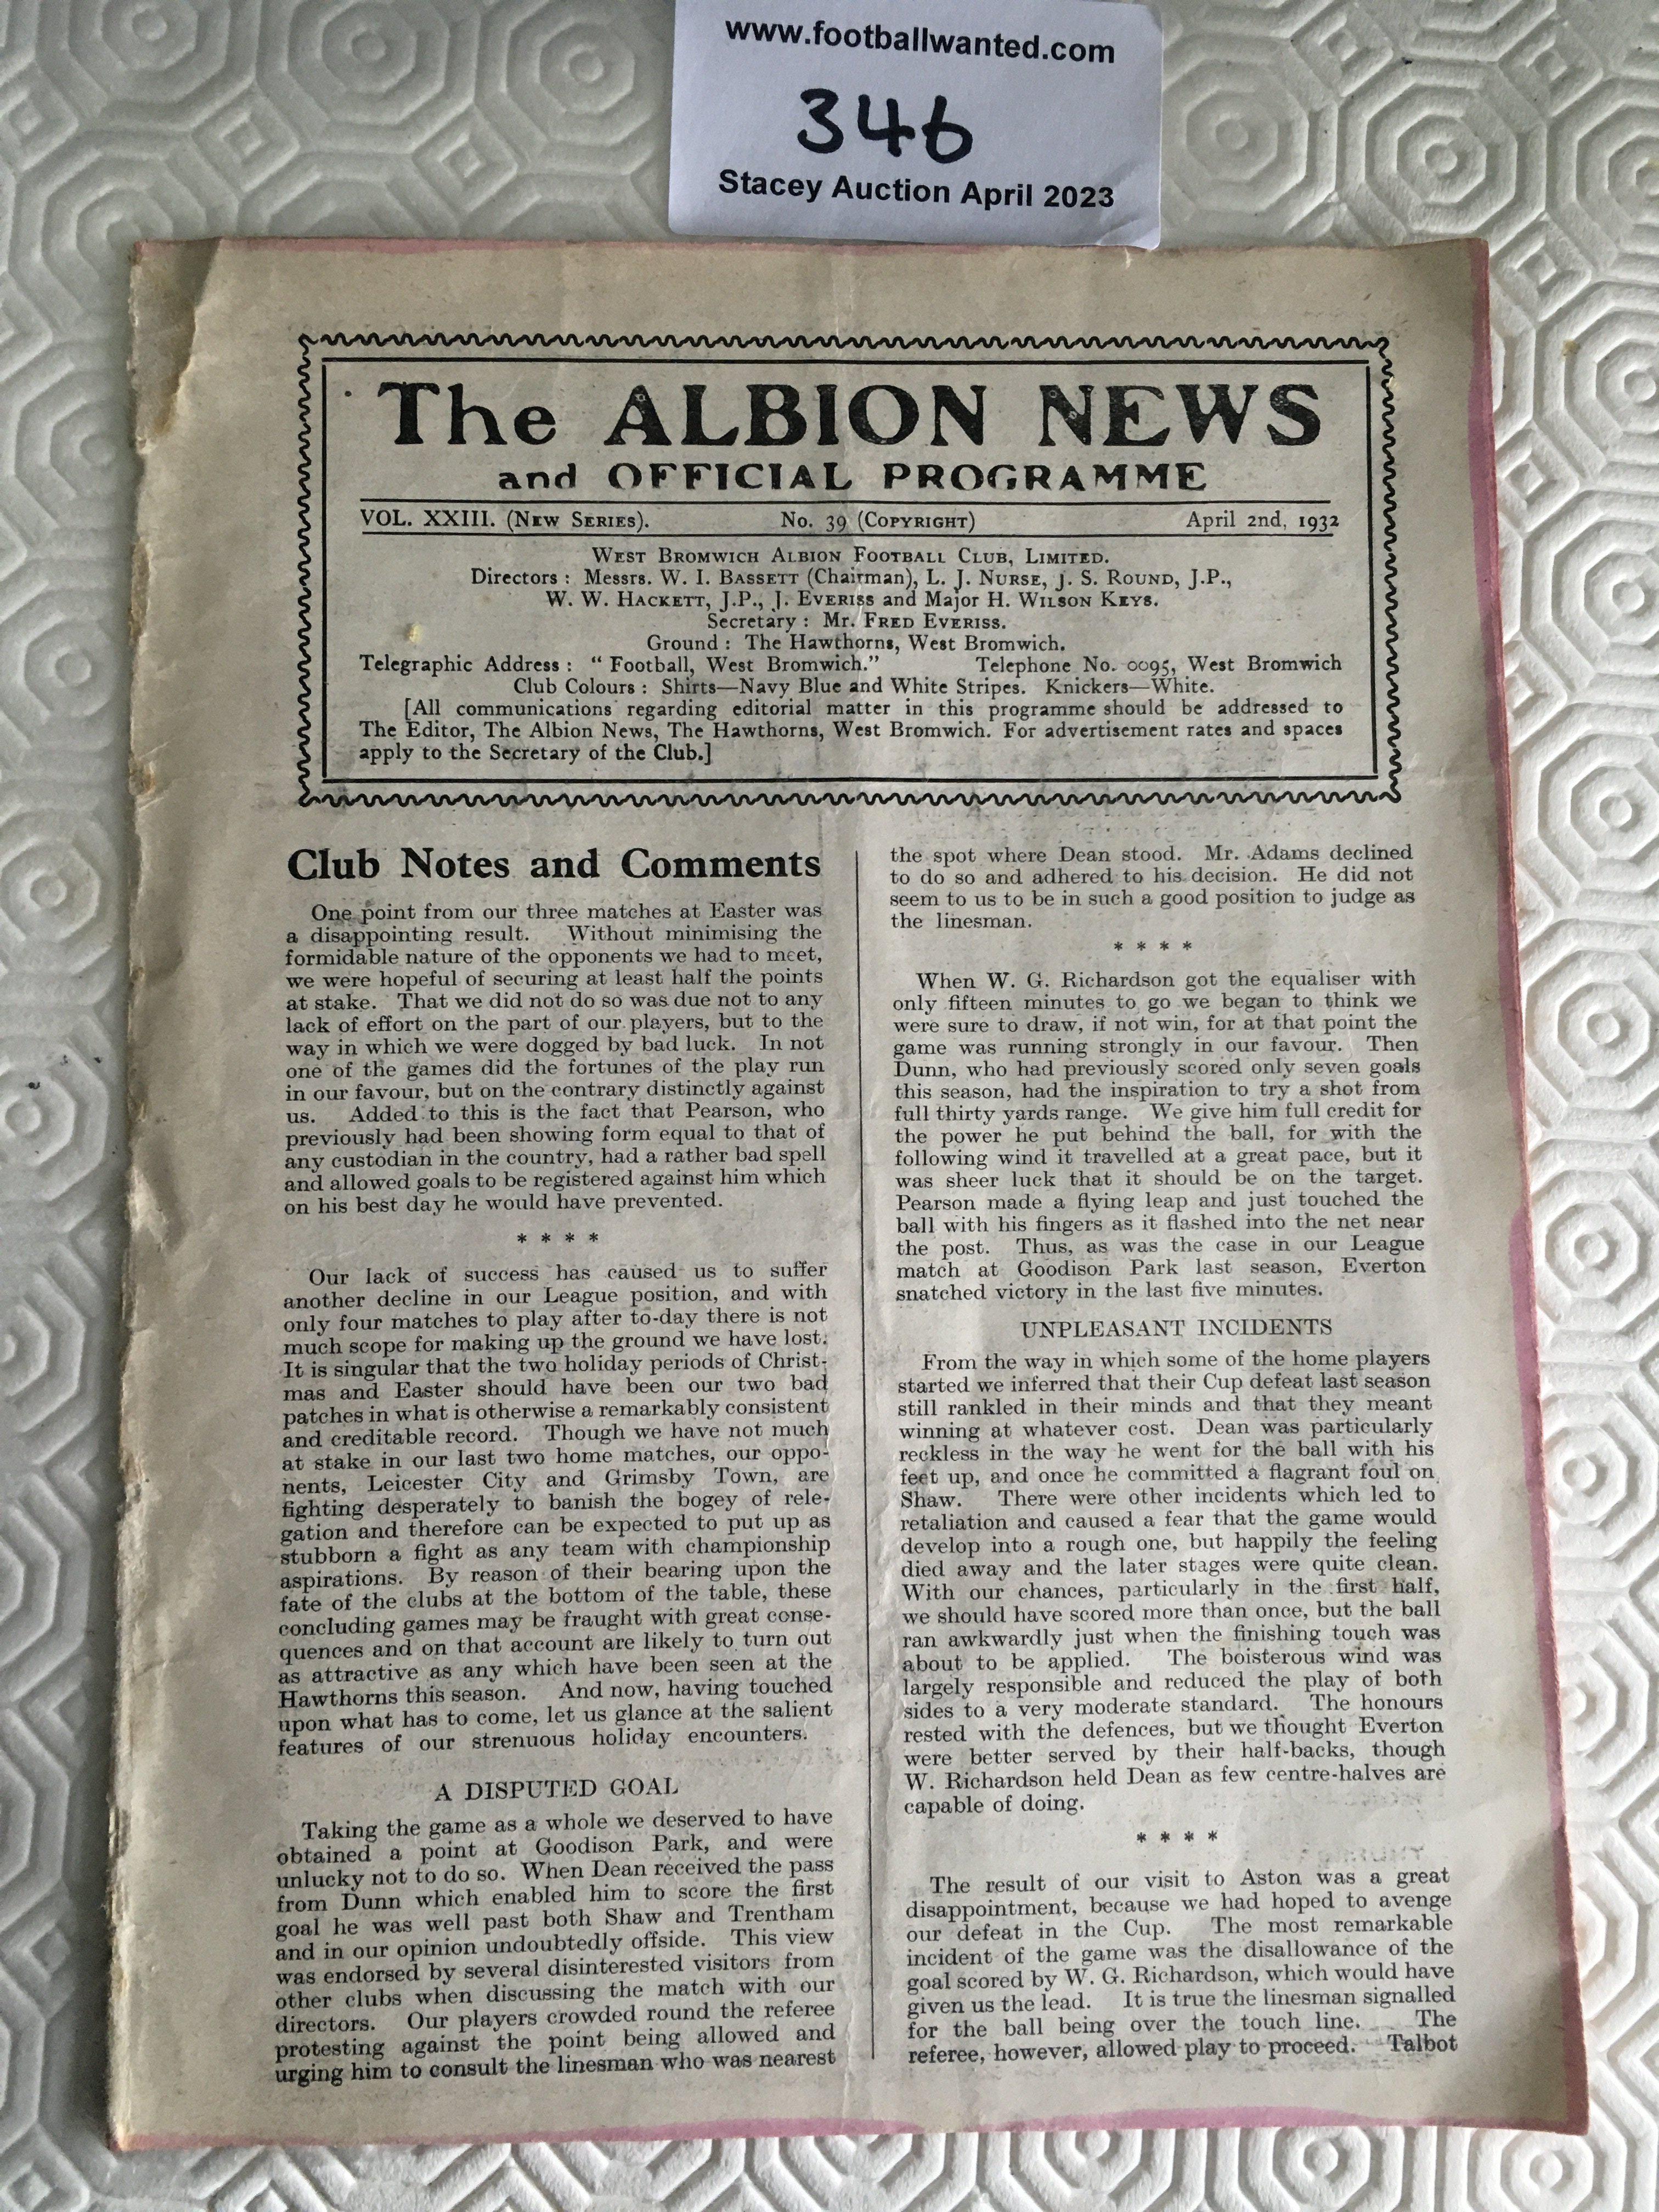 www.footballwanted.com
346
Stacey Auction April 2023
The ALBION NEWS
and OFFICIAL PROGRAMME
VOL. XXIII. (New Series). No. 39 (Copyright) April 2nd, 1932
West Bromwich Albion Football Club, Limited.
Directors : Messrs. W. I. Bassett (Chairman), L. J. Nurse, J. S. Round, J.P.,
W. W. Hackett, J.P., J. Everiss and Major H. Wilson Keys.
Secretary : Mr. Fred Everiss.
Ground : The Hawthorns, West Bromwich.
Telegraphic Address : “ Football, West Bromwich.” Telephone No. 0095, West Bromwich
Club Colours : Shirts—Navy Blue and White Stripes. Knickers—White.
[All communications regarding editorial matter in this programme should be addressed to
The Editor, The Albion News, The Hawthorns, West Bromwich. For advertisement rates and spaces
apply to the Secretary of the Club.]
Club Notes and Comments
One point from our three matches at Easter was
a disappointing result. Without minimising the
formidable nature of the opponents we had to meet,
we were hopeful of securing at least half the points
at stake. That we did not do so was due not to any
lack of effort on the part of our players, but to the
way in which we were dogged by bad luck. In not
one of the games did the fortunes of the play run
in our favour, but on the contrary distinctly against
us. Added to this is the fact that Pearson, who
previously had been showing form equal to that of
any custodian in the country, had a rather bad spell
and allowed goals to be registered against him which
on his best day he would have prevented.
* * * *
Our lack of success has caused us to suffer
another decline in our League position, and with
only four matches to play after to-day there is not
much scope for making up the ground we have lost.
It is singular that the two holiday periods of Christ-
mas and Easter should have been our two bad
patches in what is otherwise a remarkably consistent
and creditable record. Though we have not much
at stake in our last two home matches, our oppo-
nents, Leicester City and Grimsby Town, are
fighting desperately to banish the bogey of rele-
gation and therefore can be expected to put up as
stubborn a fight as any team with championship
aspirations. By reason of their bearing upon the
fate of the clubs at the bottom of the table, these
concluding games may be fraught with great conse-
quences and on that account are likely to turn out
as attractive as any which have been seen at the
Hawthorns this season. And now, having touched
upon what has to come, let us glance at the salient
features of our strenuous holiday encounters.
A DISPUTED GOAL
Taking the game as a whole we deserved to have
obtained a point at Goodison Park, and were
unlucky not to do so. When Dean received the pass
from Dunn which enabled him to score the first
goal he was well past both Shaw and Trentham
and in our opinion undoubtedly offside. This view
was endorsed by several disinterested visitors from
other clubs when discussing the match with our
directors. Our players crowded round the referee
protesting against the point being allowed and
urging him to consult the linesman who was nearest
the spot where Dean stood. Mr. Adams declined
to do so and adhered to his decision. He did not
seem to us to be in such a good position to judge as
the linesman.
* * * *
When W. G. Richardson got the equaliser with
only fifteen minutes to go we began to think we
were sure to draw, if not win, for at that point the
game was running strongly in our favour. Then
Dunn, who had previously scored only seven goals
this season, had the inspiration to try a shot from
full thirty yards range. We give him full credit for
the power he put behind the ball, for with the
following wind it travelled at a great pace, but it
was sheer luck that it should be on the target.
Pearson made a flying leap and just touched the
ball with his fingers as it flashed into the net near
the post. Thus, as was the case in our League
match at Goodison Park last season, Everton
snatched victory in the last five minutes.
UNPLEASANT INCIDENTS
From the way in which some of the home players
started we inferred that their Cup defeat last season
still rankled in their minds and that they meant
winning at whatever cost. Dean was particularly
reckless in the way he went for the ball with his
feet up, and once he committed a flagrant foul on
Shaw. There were other incidents which led to
retaliation and caused a fear that the game would
develop into a rough one, but happily the feeling
died away and the later stages were quite clean.
With our chances, particularly in the first half,
we should have scored more than once, but the ball
ran awkwardly just when the finishing touch was
about to be applied. The boisterous wind was
largely responsible and reduced the play of both
sides to a very moderate standard. The honours
rested with the defences, but we thought Everton
were better served by their half-backs, though
W. Richardson held Dean as few centre-halves are
capable of doing.
* * * *
The result of our visit to Aston was a great
disappointment, because we had hoped to avenge
our defeat in the Cup. The most remarkable
incident of the game was the disallowance of the
goal scored by W. G. Richardson, which would have
given us the lead. It is true the linesman signalled
for the ball being over the touch line. The
referee, however, allowed play to proceed. Talbot